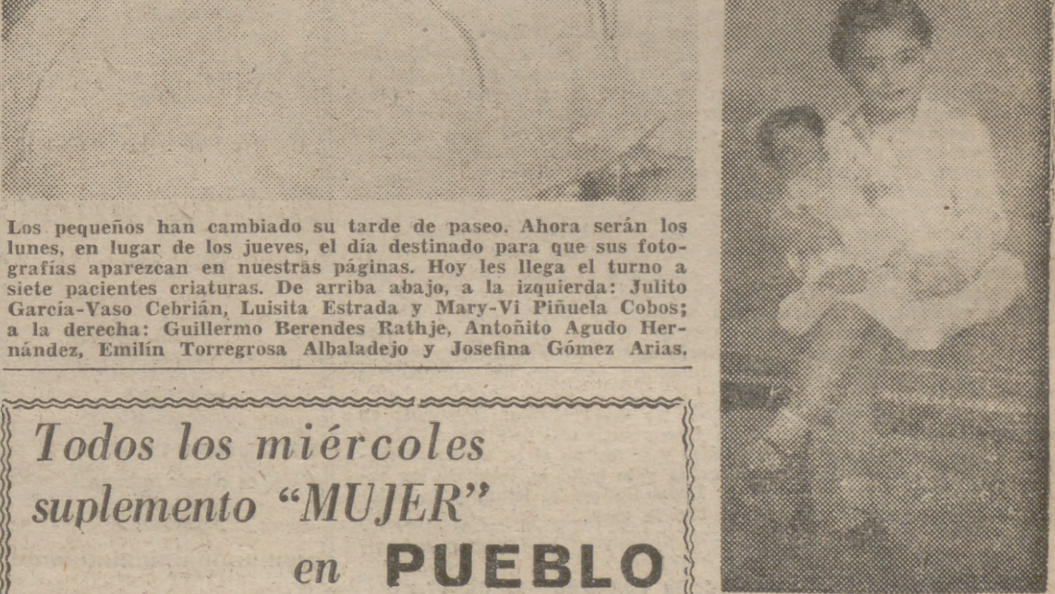 Los pequeños han cambiado su tarde de paseo. Ahora serán los
lunes, en lugar de los jueves, el día destinado para que sus foto-
grafías aparezcan en nuestras páginas. Hoy les llega el turno a
siete pacientes criaturas. De arriba abajo, a la izquierda: Julito
García-Vaso Cebrián, Luisita Estrada y Mary-Vi Piñuela Cobos;
a la derecha: Guillermo Berendes Rathje, Antoñito Agudo Her-
nández, Emilín Torregrosa Albaladejo y Josefina Gómez Arias.
Todos los miércoles
suplemento “MUJER”
en PUEBLO